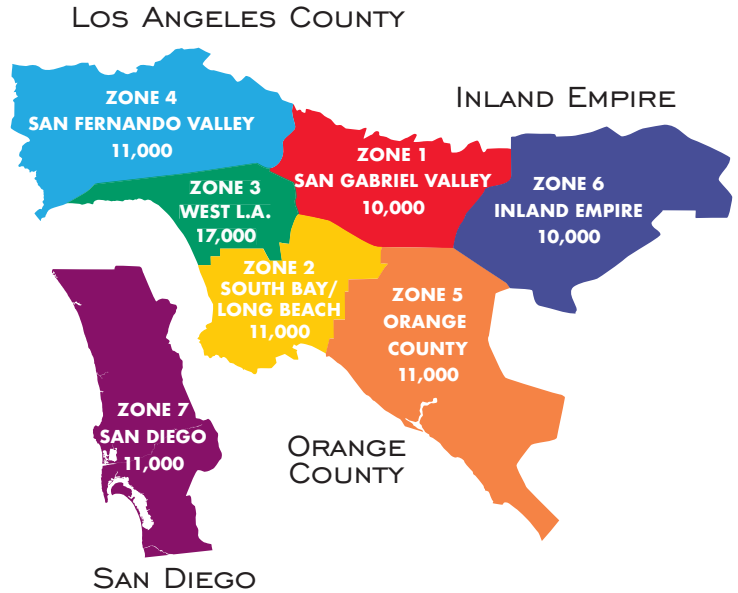 LOS ANGELES COUNTY
ZONE 4
SAN FERNANDO VALLEY
11,000
INLAND EMPIRE
ZONE 1
SAN GABRIEL VALLEY
10,000
ZONE 6
INLAND EMPIRE
10,000
ZONE 3
WEST L.A.
17,000
ZONE 2
SOUTH BAY/
LONG BEACH
11,000
ZONE 5
ORANGE
COUNTY
11,000
ZONE 7
SAN DIEGO
11,000
ORANGE
COUNTY
SAN DIEGO